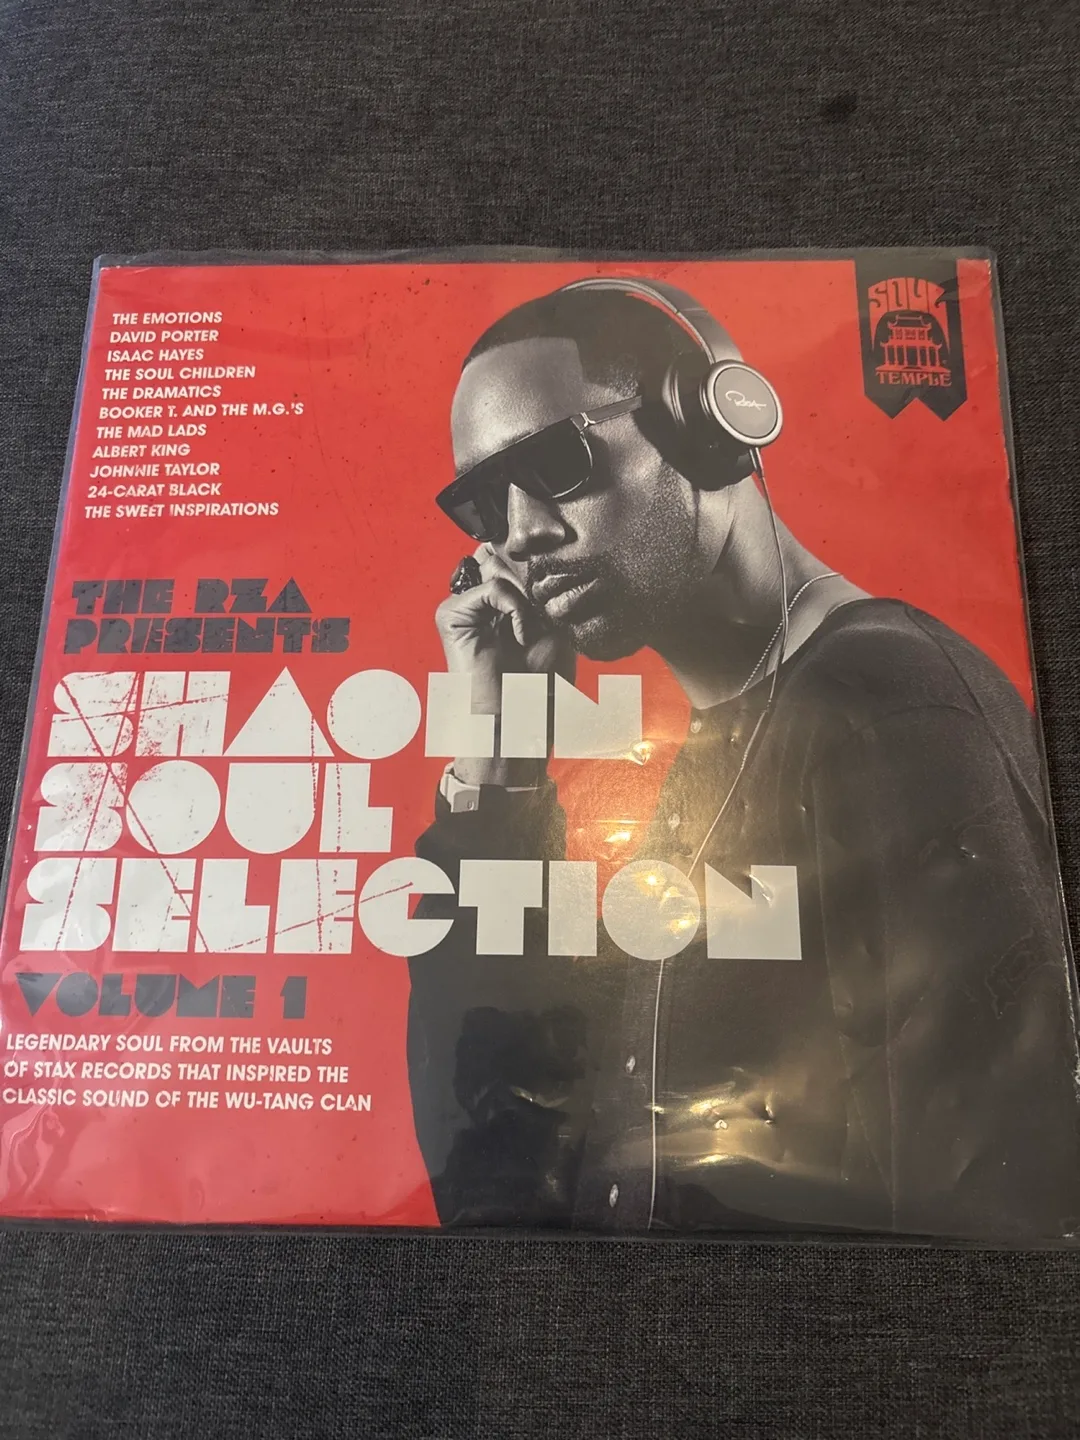 THE EMOTIONS
DAVID PORTER
ISAAC HAYES
THE SOUL CHILDREN
THE DRAMATICS
BOOKER T. AND THE M.G.'S
THE MAD LADS
ALBERT KING
JOHNNIE TAYLOR
24-CARAT BLACK
THE SWEET INSPIRATIONS
SOUL
TEMPLE
RZA
THE RZA
PRESENTS
SHAOLIN
SOUL
SELECTION
VOLUME 1
LEGENDARY SOUL FROM THE VAULTS
OF STAX RECORDS THAT INSPIRED THE
CLASSIC SOUND OF THE WU-TANG CLAN